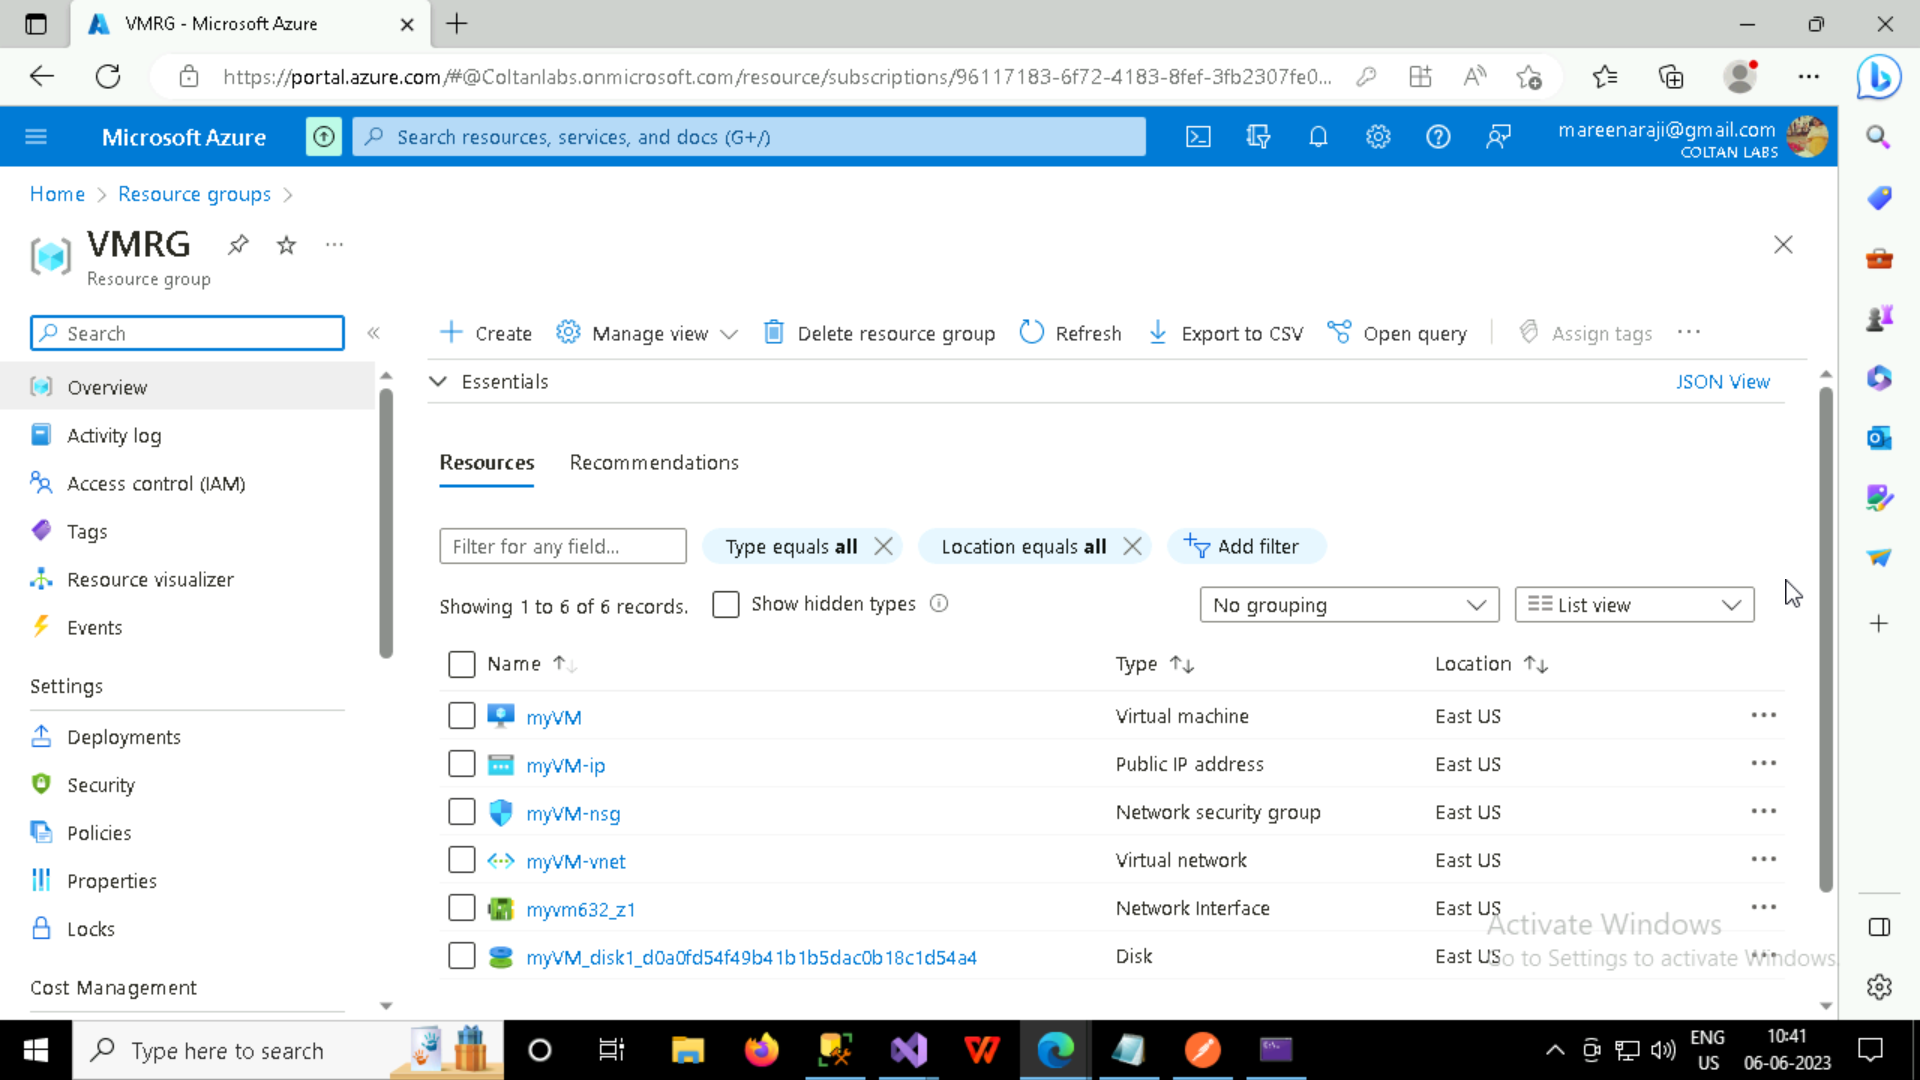 VMRG - Microsoft Azure
https://portal.azure.com/#@Coltanlabs.onmicrosoft.com/resource/subscriptions/96117183-6f72-4183-8fef-3fb2307fe0...
Microsoft Azure
Search resources, services, and docs (G+/)
mareenaraji@gmail.com
COLTAN LABS
Home > Resource groups >
VMRG
Resource group
Search
Create
Manage view
Delete resource group
Refresh
Export to CSV
Open query
Assign tags
Overview
Activity log
Access control (IAM)
Tags
Resource visualizer
Events
Settings
Deployments
Security
Policies
Properties
Locks
Cost Management
Essentials
JSON View
Resources
Recommendations
Filter for any field...
Type equals all
Location equals all
Add filter
Showing 1 to 6 of 6 records.
Show hidden types
No grouping
List view
Name Type Location
myVM Virtual machine East US
myVM-ip Public IP address East US
myVM-nsg Network security group East US
myVM-vnet Virtual network East US
myvm632_z1 Network Interface East US
myVM_disk1_d0a0fd54f49b41b1b5dac0b18c1d54a4 Disk East US
Activate Windows
Go to Settings to activate Windows.
Type here to search
ENG
US
10:41
06-06-2023